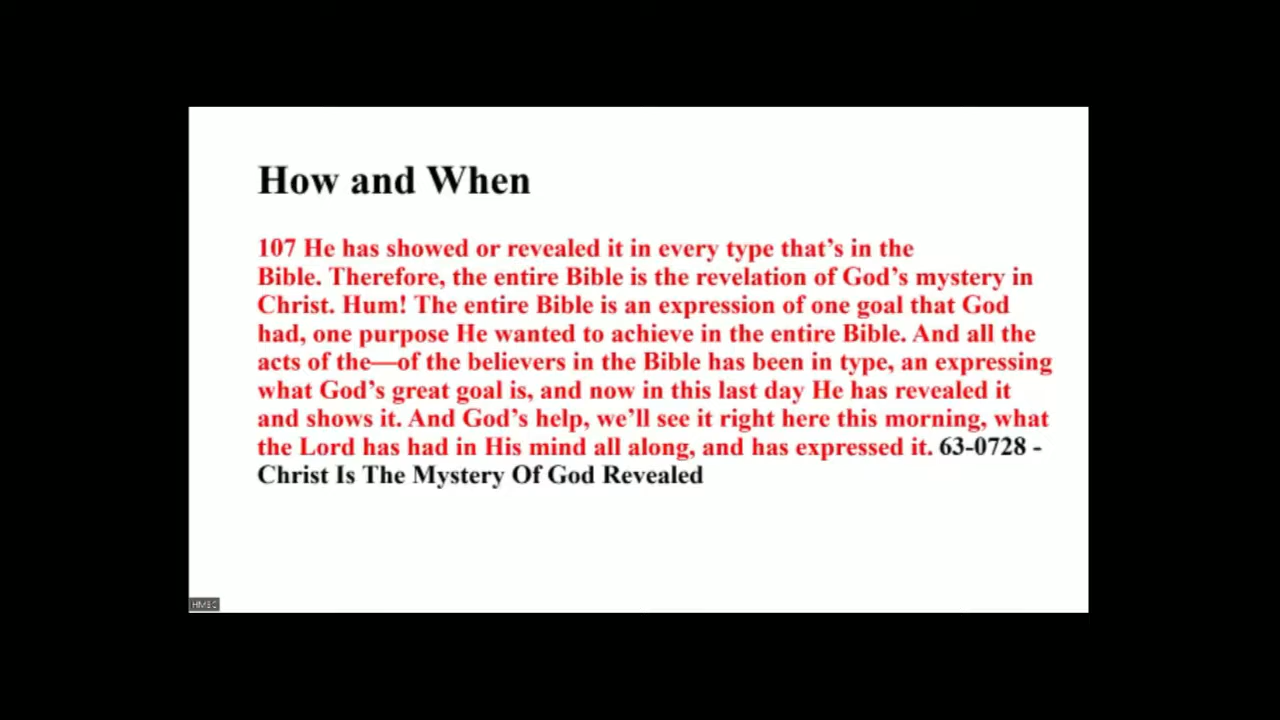 How and When
107 He has showed or revealed it in every type that’s in the
Bible. Therefore, the entire Bible is the revelation of God’s mystery in
Christ. Hum! The entire Bible is an expression of one goal that God
had, one purpose He wanted to achieve in the entire Bible. And all the
acts of the—of the believers in the Bible has been in type, an expressing
what God’s great goal is, and now in this last day He has revealed it
and shows it. And God’s help, we’ll see it right here this morning, what
the Lord has had in His mind all along, and has expressed it. 63-0728 -
Christ Is The Mystery Of God Revealed